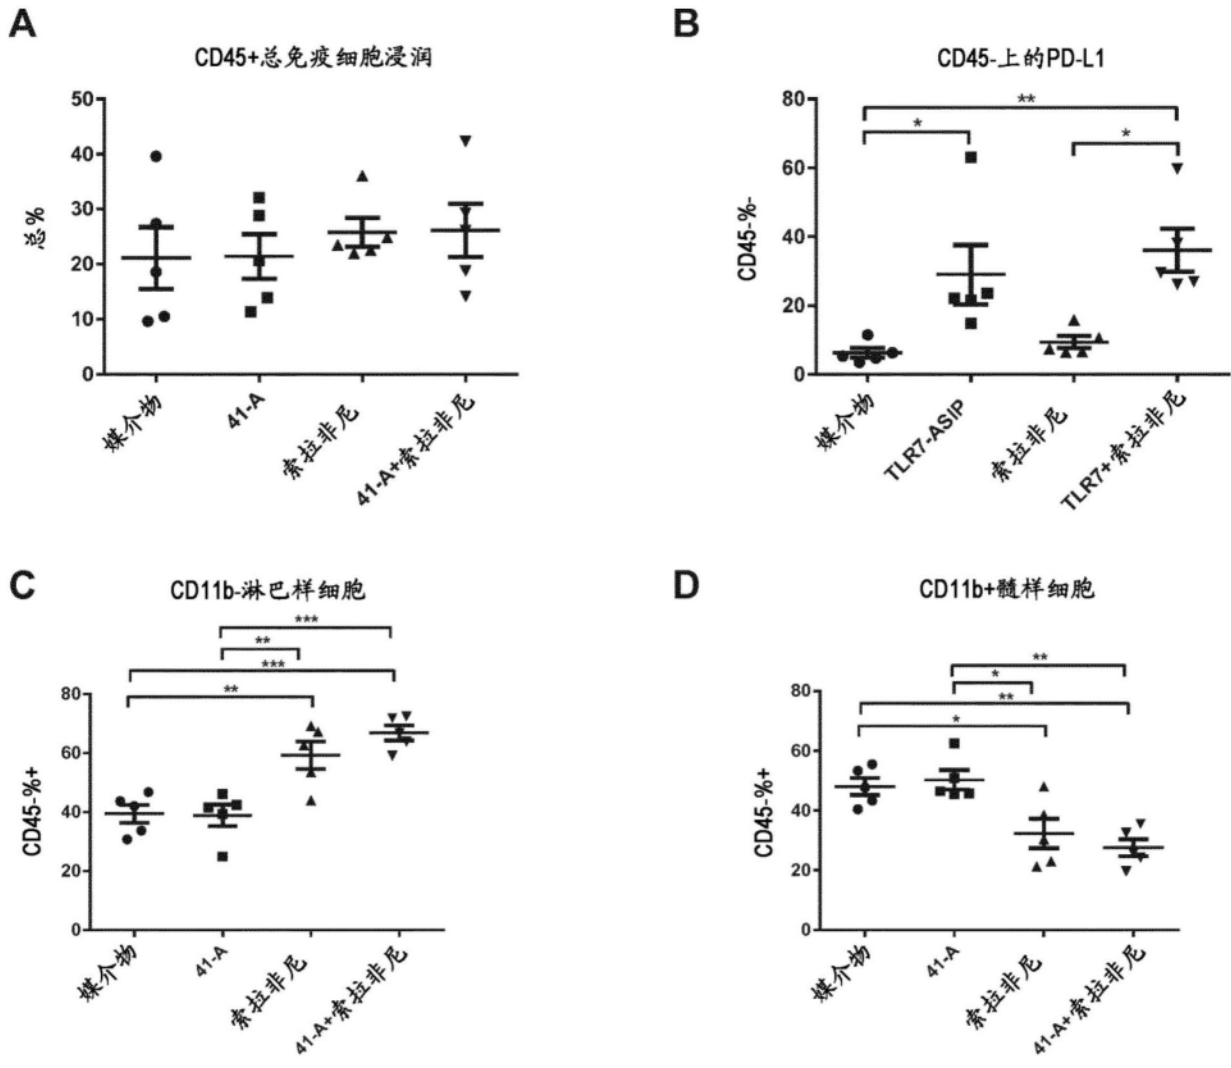 A
CD45+总免疫细胞浸润
总%
50
40
30
20
10
0
媒介物
41-A
索拉非尼
41-A+索拉非尼
B
CD45-上的PD-L1
CD45-%-
80
60
40
20
0
**
*
*
媒介物
TLR7-ASIP
索拉非尼
TLR7+索拉非尼
C
CD11b-淋巴样细胞
***
**
***
**
CD45-%+
80
60
40
20
0
媒介物
41-A
索拉非尼
41-A+索拉非尼
D
CD11b+髓样细胞
**
*
**
*
CD45-%+
80
60
40
20
0
媒介物
41-A
索拉非尼
41-A+索拉非尼